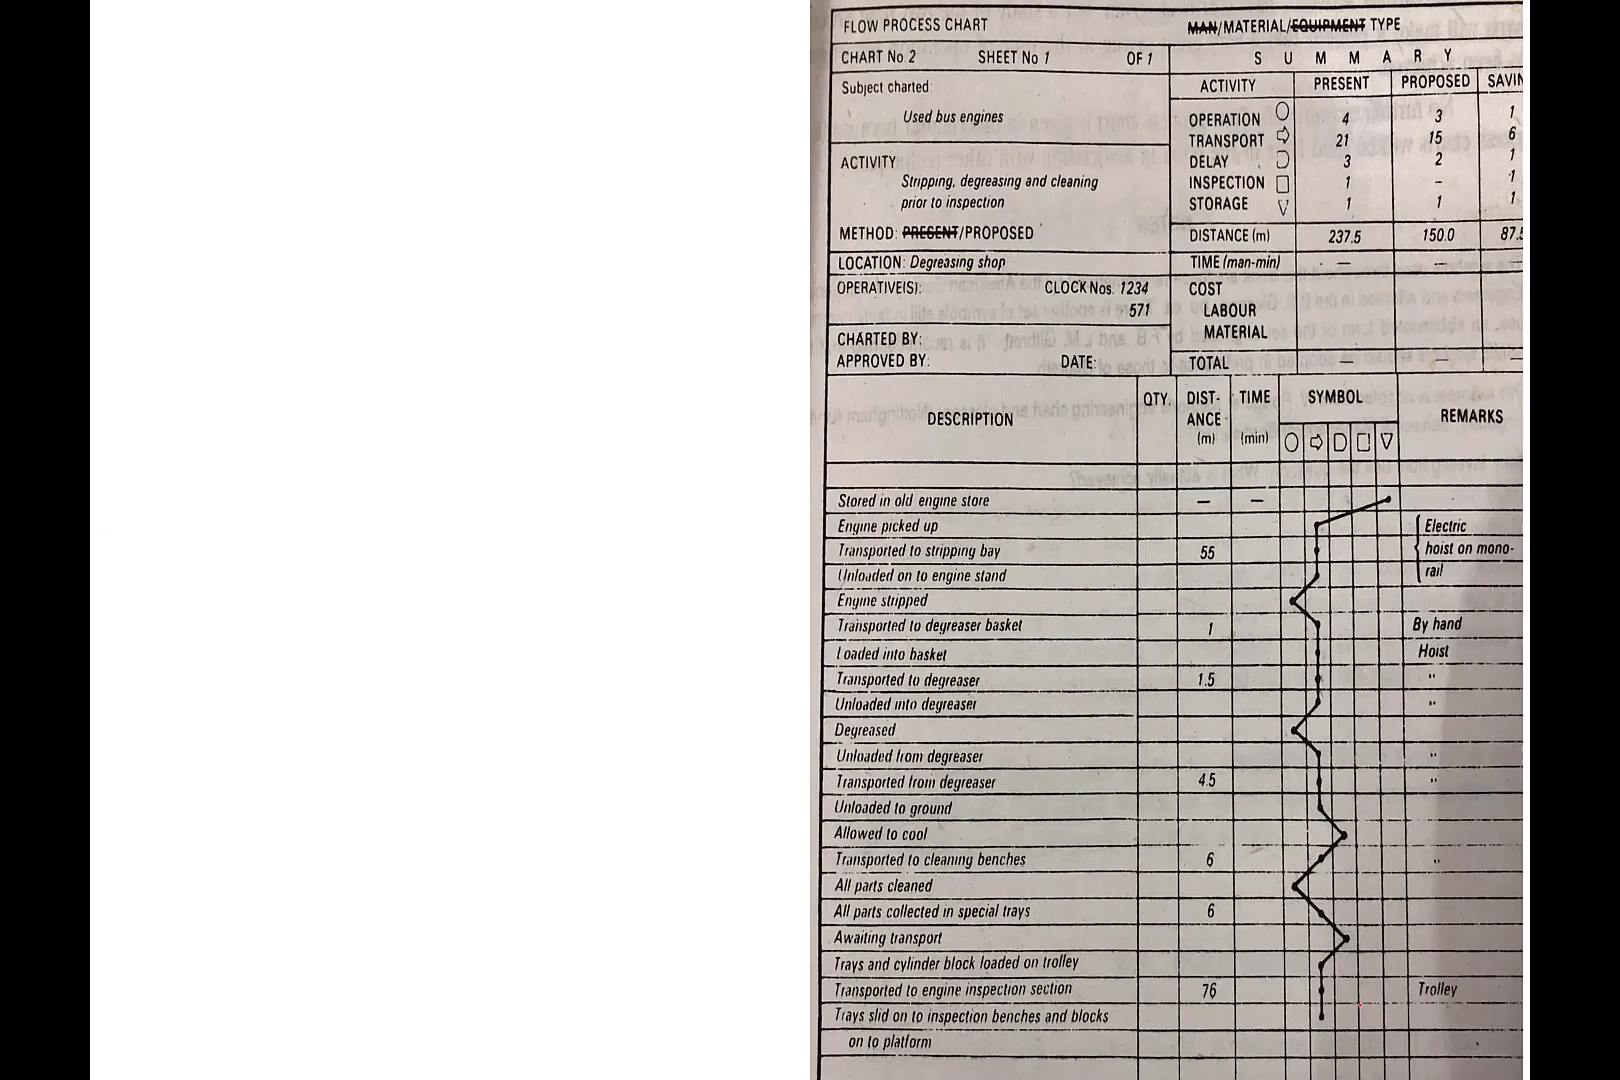 FLOW PROCESS CHART
MAN/MATERIAL/EQUIPMENT TYPE
CHART No. 2 SHEET No 1 OF 1
SUMMARY
Subject charted:
Used bus engines
ACTIVITY PRESENT PROPOSED SAVIN
OPERATION 4 3 1
TRANSPORT 21 15 6
DELAY 3 2 1
INSPECTION 1 – 1
STORAGE 1 1 1
ACTIVITY:
Stripping, degreasing and cleaning
prior to inspection
METHOD: PRESENT/PROPOSED
DISTANCE (m) 237.5 150.0 87.5
LOCATION: Degreasing shop
TIME (man-min) — — —
OPERATIVE(S): CLOCK Nos. 1234
571
COST
LABOUR
MATERIAL
CHARTED BY:
APPROVED BY: DATE:
TOTAL — — —
DESCRIPTION QTY. DIST-ANCE (m) TIME (min) SYMBOL REMARKS
Stored in old engine store — —
Engine picked up Electric
Transported to stripping bay 55 hoist on mono-
Unloaded on to engine stand rail
Engine stripped
Transported to degreaser basket 1 By hand
Loaded into basket Hoist
Transported to degreaser 1.5 "
Unloaded into degreaser "
Degreased
Unloaded from degreaser "
Transported from degreaser 4.5 "
Unloaded to ground
Allowed to cool
Transported to cleaning benches 6 "
All parts cleaned
All parts collected in special trays 6
Awaiting transport
Trays and cylinder block loaded on trolley
Transported to engine inspection section 76 Trolley
Trays slid on to inspection benches and blocks
on to platform